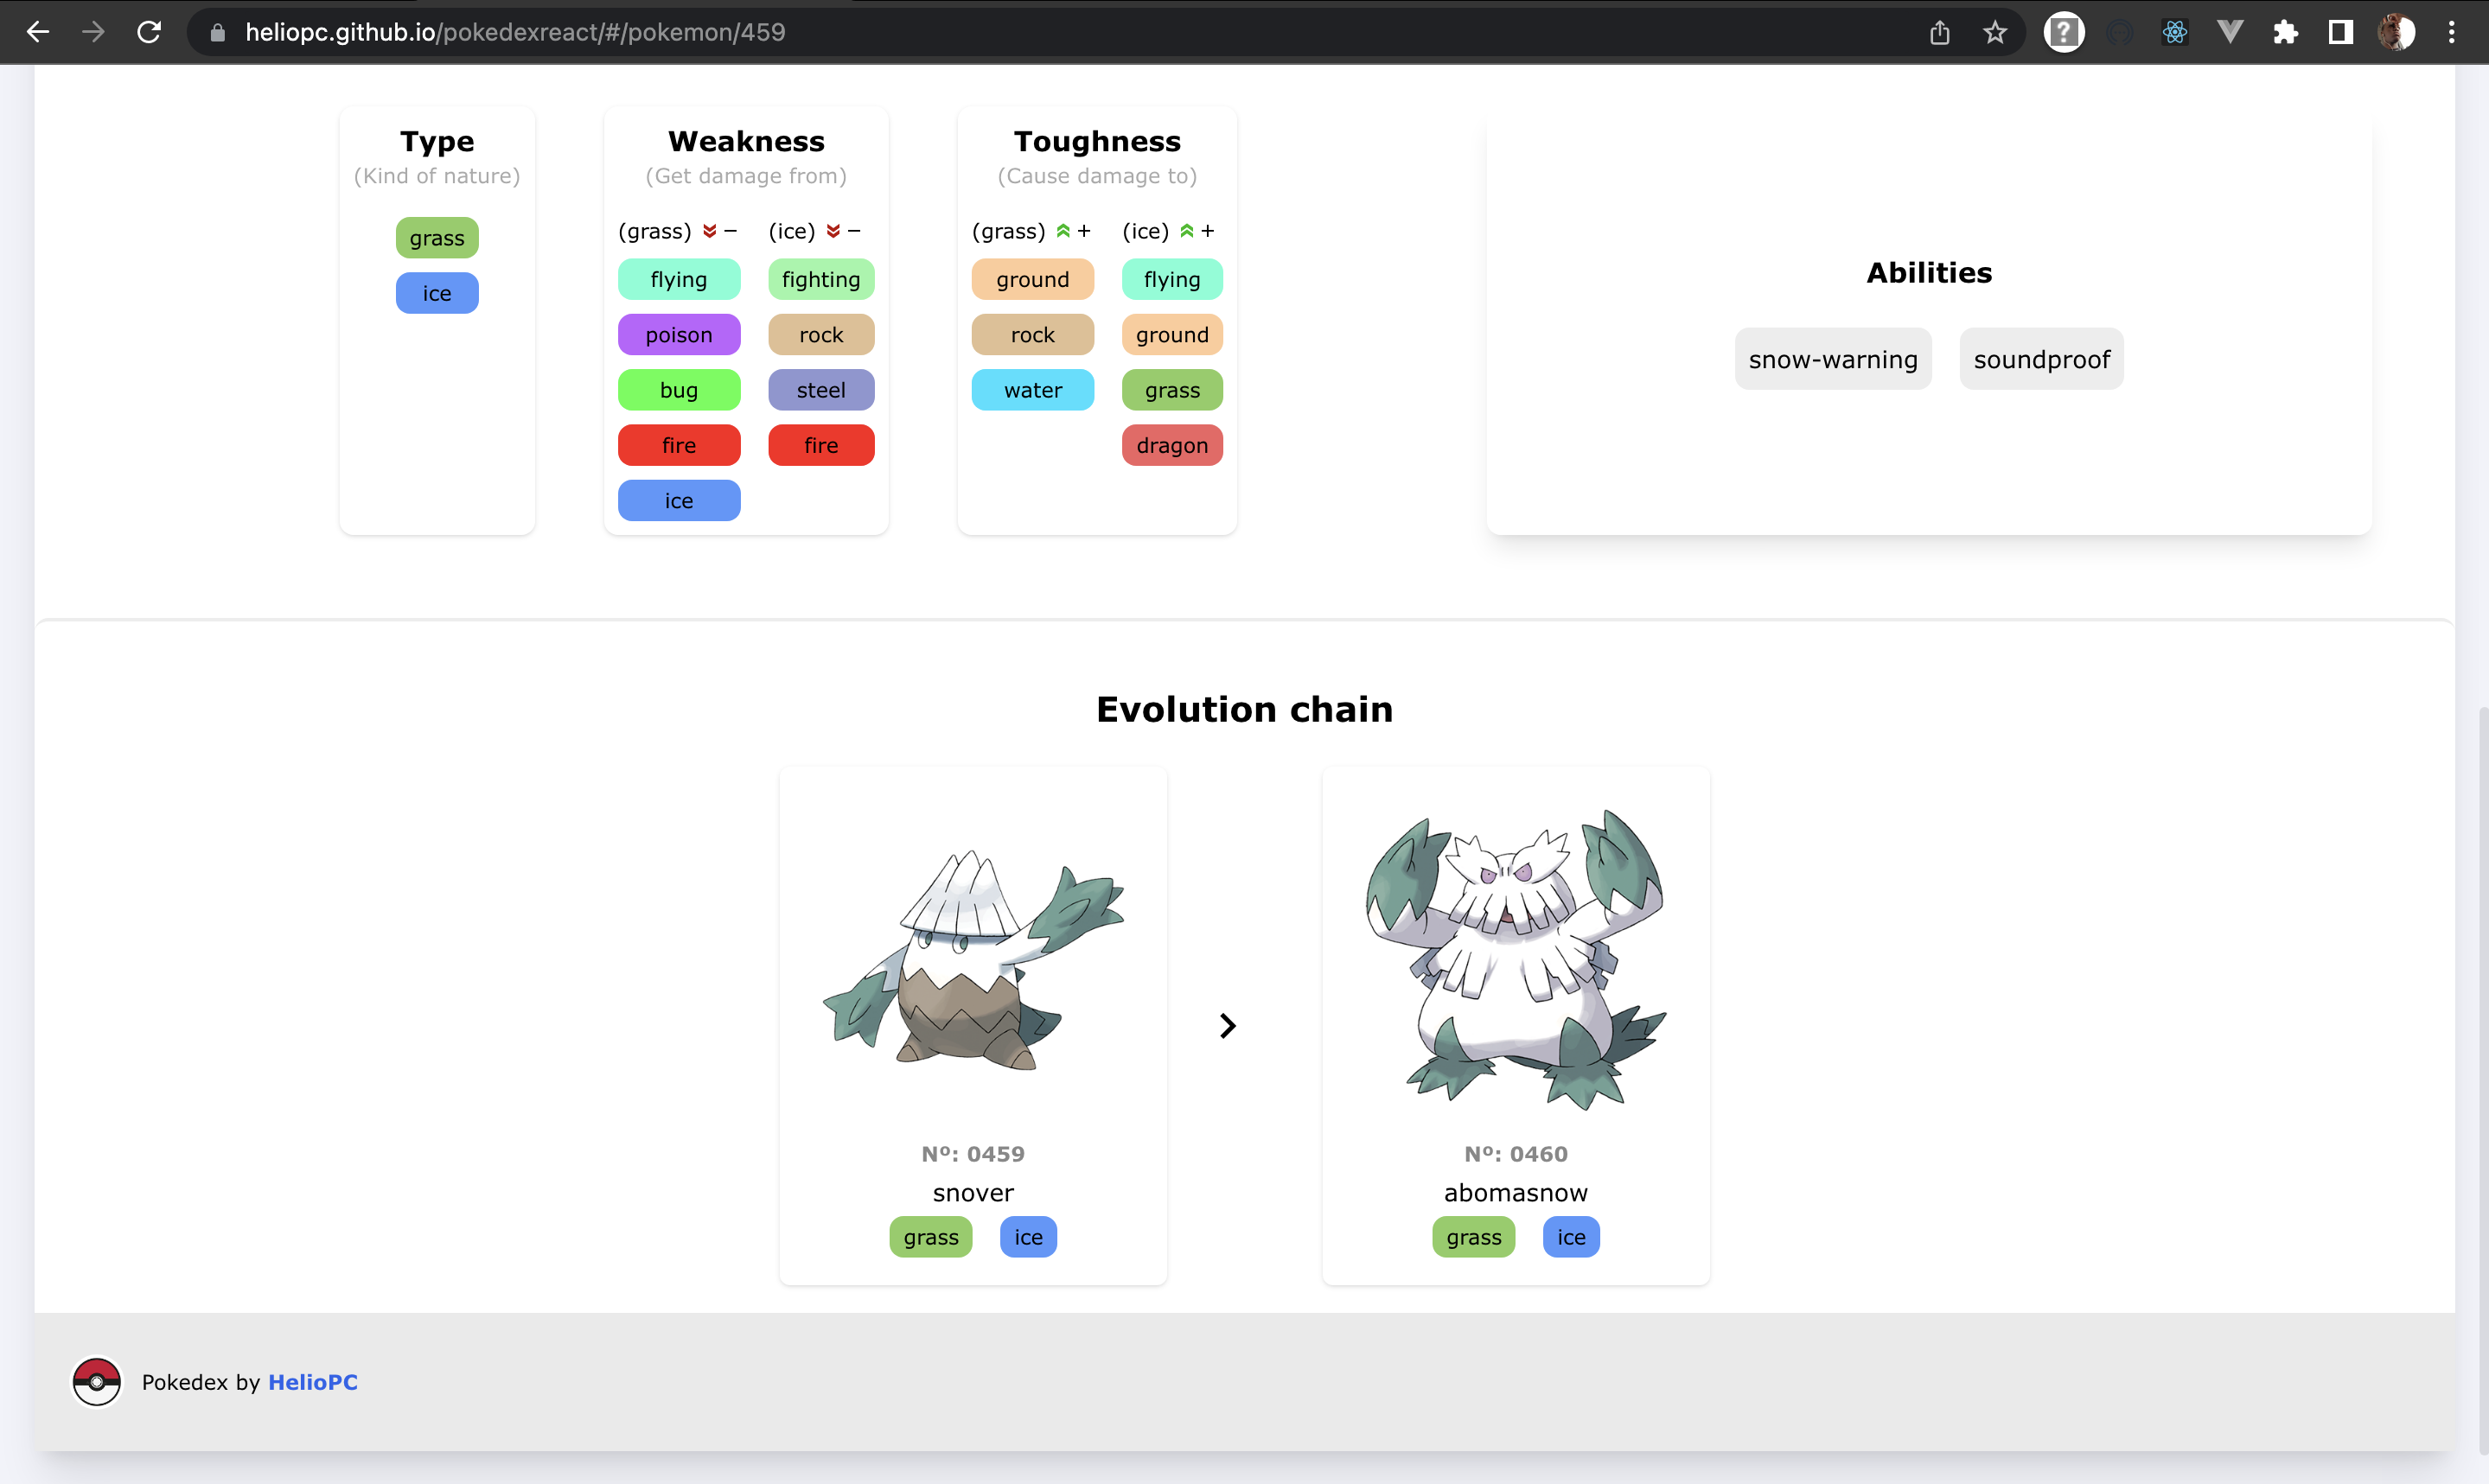 heliopc.github.io/pokedexreact/#/pokemon/459
?
Type
(Kind of nature)
grass
ice
Weakness
(Get damage from)
(grass) −
flying
poison
bug
fire
ice
(ice) −
fighting
rock
steel
fire
Toughness
(Cause damage to)
(grass) +
ground
rock
water
(ice) +
flying
ground
grass
dragon
Abilities
snow-warning soundproof
Evolution chain
Nº: 0459
snover
grass ice
Nº: 0460
abomasnow
grass ice
Pokedex by HelioPC